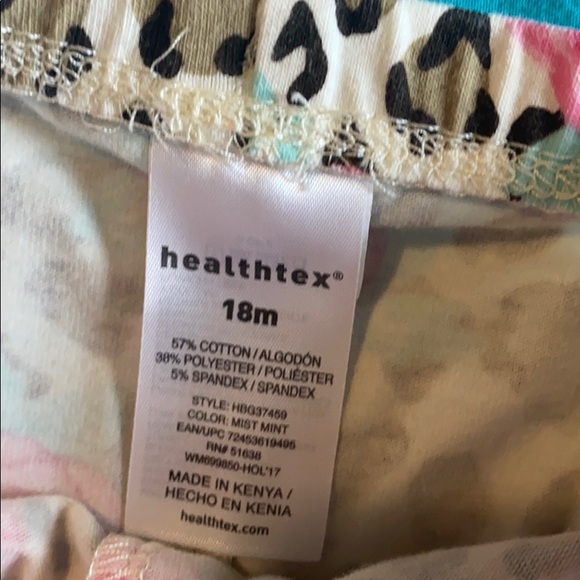 healthtex®
18m
57% COTTON / ALGODÓN
38% POLYESTER / POLIÉSTER
5% SPANDEX / SPANDEX
STYLE: HBG37459
COLOR: MIST MINT
EAN/UPC 72453619495
RN# 51638
WM699850-HOL'17
MADE IN KENYA /
HECHO EN KENIA
healthtex.com